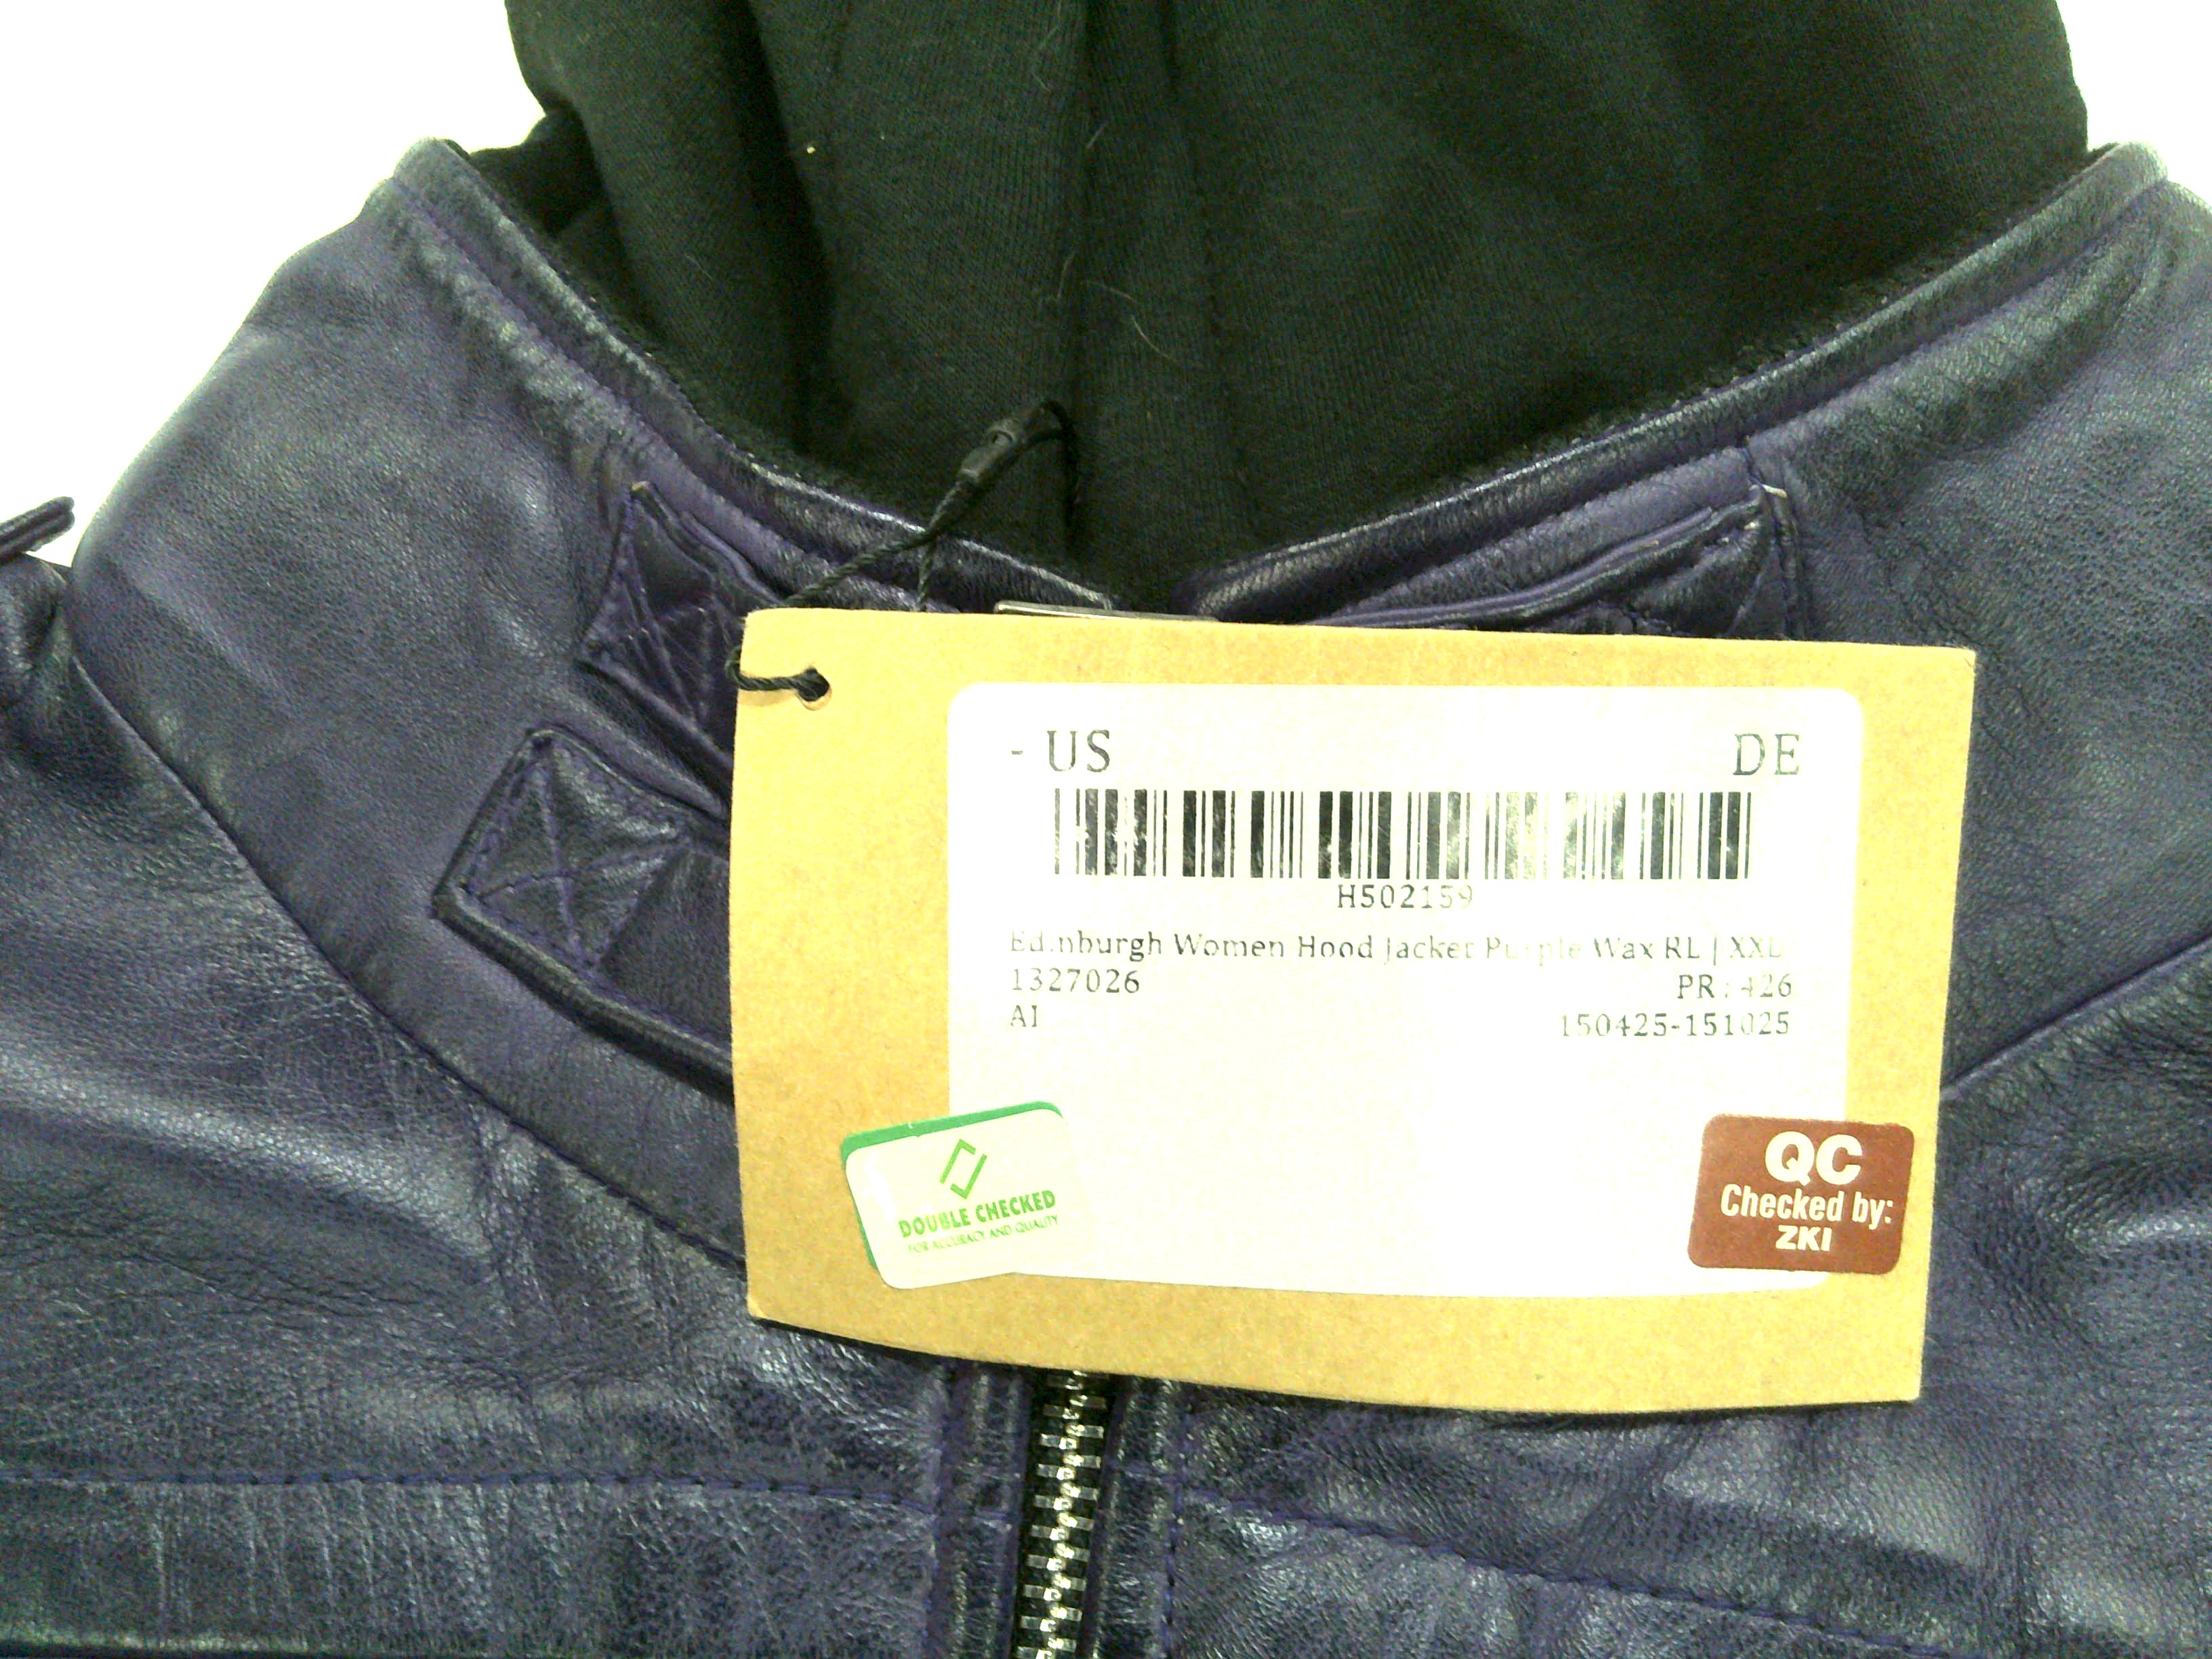 - US DE
H502159
Edinburgh Women Hood Jacket Purple Wax RL | XXL
1327026 PR: 426
AI 150425-151025
DOUBLE CHECKED
FOR ACCURACY AND QUALITY
QC
Checked by:
ZKI